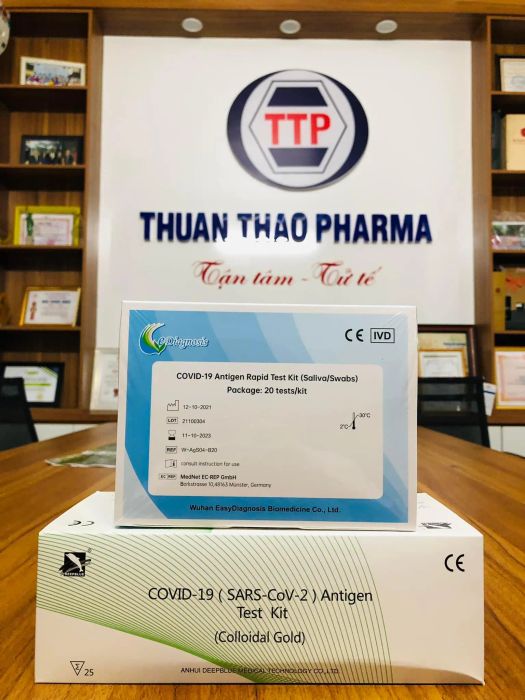 TTP
THUAN THAO PHARMA
Tận tâm - Tử tế
eDiagnosis
CE IVD
COVID-19 Antigen Rapid Test Kit (Saliva/Swabs)
Package: 20 tests/kit
12-10-2021
LOT 21100304
11-10-2023
REF W-AgS04-B20
consult instruction for use
2℃ 30℃
EC REP MedNet EC-REP GmbH
Borkstrasse 10,48163 Münster, Germany
Wuhan EasyDiagnosis Biomedicine Co., Ltd.
DEEPBLUE
CE
COVID-19 ( SARS-CoV-2 ) Antigen
Test Kit
(Colloidal Gold)
25
ANHUI DEEPBLUE MEDICAL TECHNOLOGY CO.,LTD